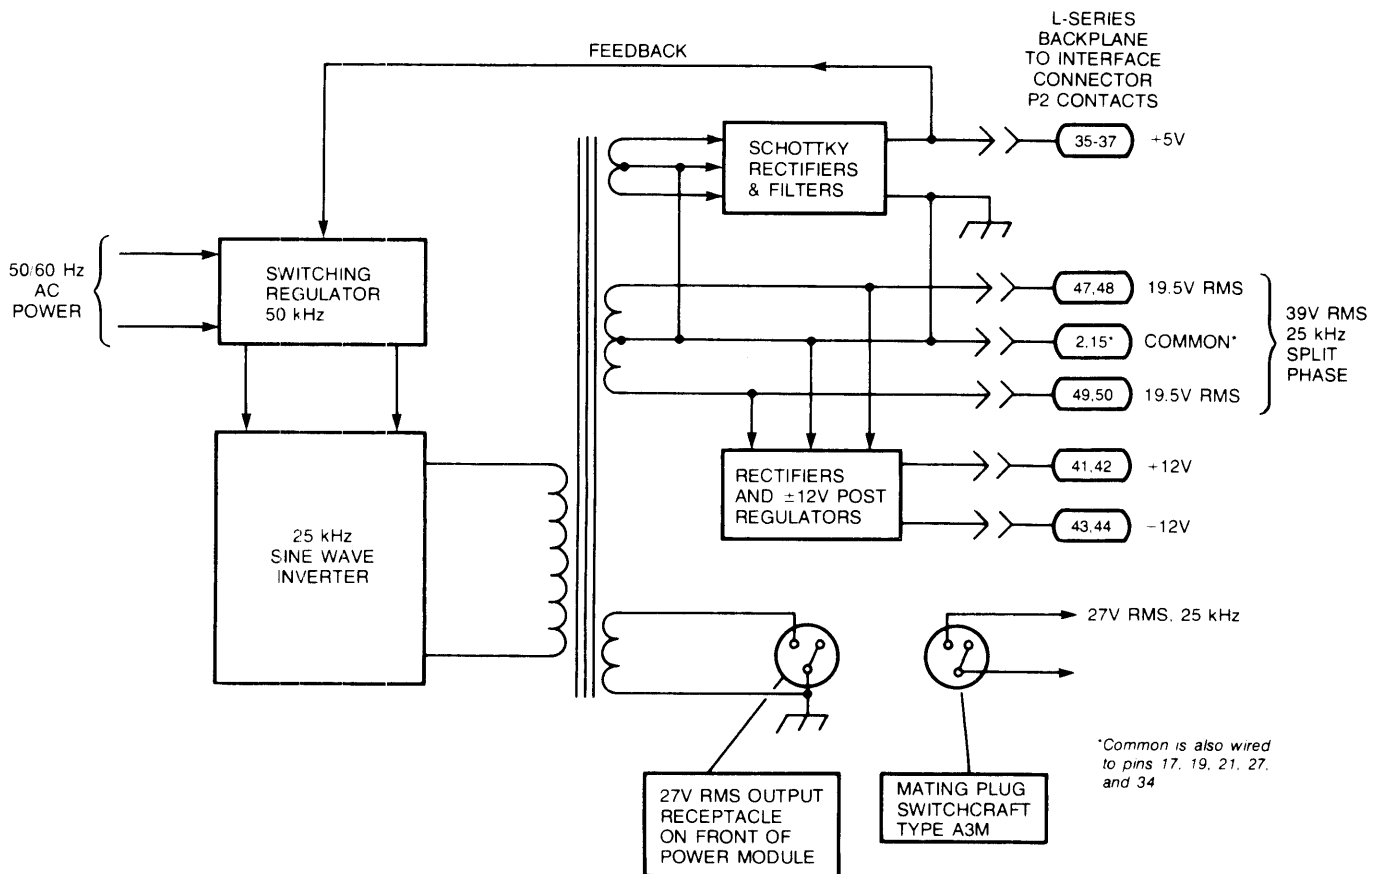 L-SERIES
BACKPLANE
TO INTERFACE
CONNECTOR
P2 CONTACTS
FEEDBACK
SCHOTTKY
RECTIFIERS
& FILTERS
35-37 +5V
50/60 Hz
AC
POWER
SWITCHING
REGULATOR
50 kHz
47,48 19.5V RMS
2,15* COMMON*
49,50 19.5V RMS
39V RMS
25 kHz
SPLIT
PHASE
RECTIFIERS
AND ±12V POST
REGULATORS
41,42 +12V
43,44 −12V
25 kHz
SINE WAVE
INVERTER
27V RMS, 25 kHz
*Common is also wired
to pins 17, 19, 21, 27,
and 34
27V RMS OUTPUT
RECEPTACLE
ON FRONT OF
POWER MODULE
MATING PLUG
SWITCHCRAFT
TYPE A3M